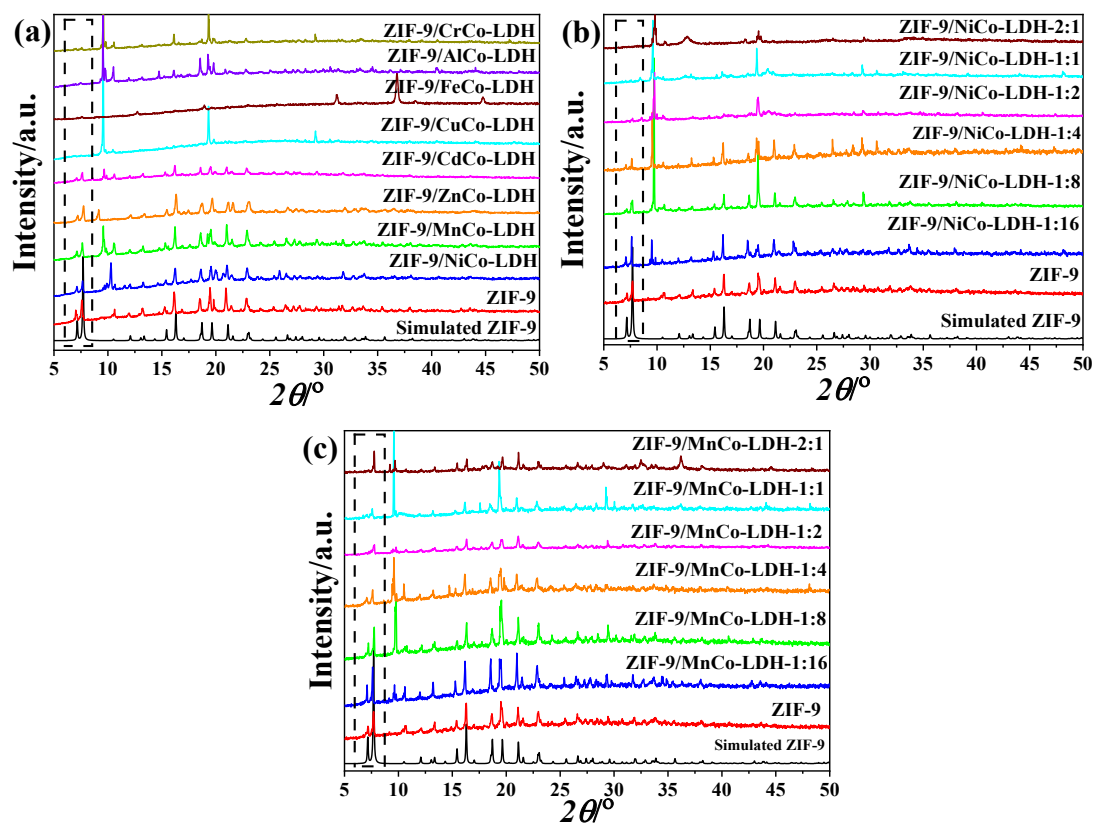 (a)
ZIF-9/CrCo-LDH
ZIF-9/AlCo-LDH
ZIF-9/FeCo-LDH
ZIF-9/CuCo-LDH
ZIF-9/CdCo-LDH
ZIF-9/ZnCo-LDH
ZIF-9/MnCo-LDH
ZIF-9/NiCo-LDH
ZIF-9
Simulated ZIF-9
Intensity/a.u.
5 10 15 20 25 30 35 40 45 50
2θ/°
(b)
ZIF-9/NiCo-LDH-2:1
ZIF-9/NiCo-LDH-1:1
ZIF-9/NiCo-LDH-1:2
ZIF-9/NiCo-LDH-1:4
ZIF-9/NiCo-LDH-1:8
ZIF-9/NiCo-LDH-1:16
ZIF-9
Simulated ZIF-9
Intensity/a.u.
5 10 15 20 25 30 35 40 45 50
2θ/°
(c)
ZIF-9/MnCo-LDH-2:1
ZIF-9/MnCo-LDH-1:1
ZIF-9/MnCo-LDH-1:2
ZIF-9/MnCo-LDH-1:4
ZIF-9/MnCo-LDH-1:8
ZIF-9/MnCo-LDH-1:16
ZIF-9
Simulated ZIF-9
Intensity/a.u.
5 10 15 20 25 30 35 40 45 50
2θ/°